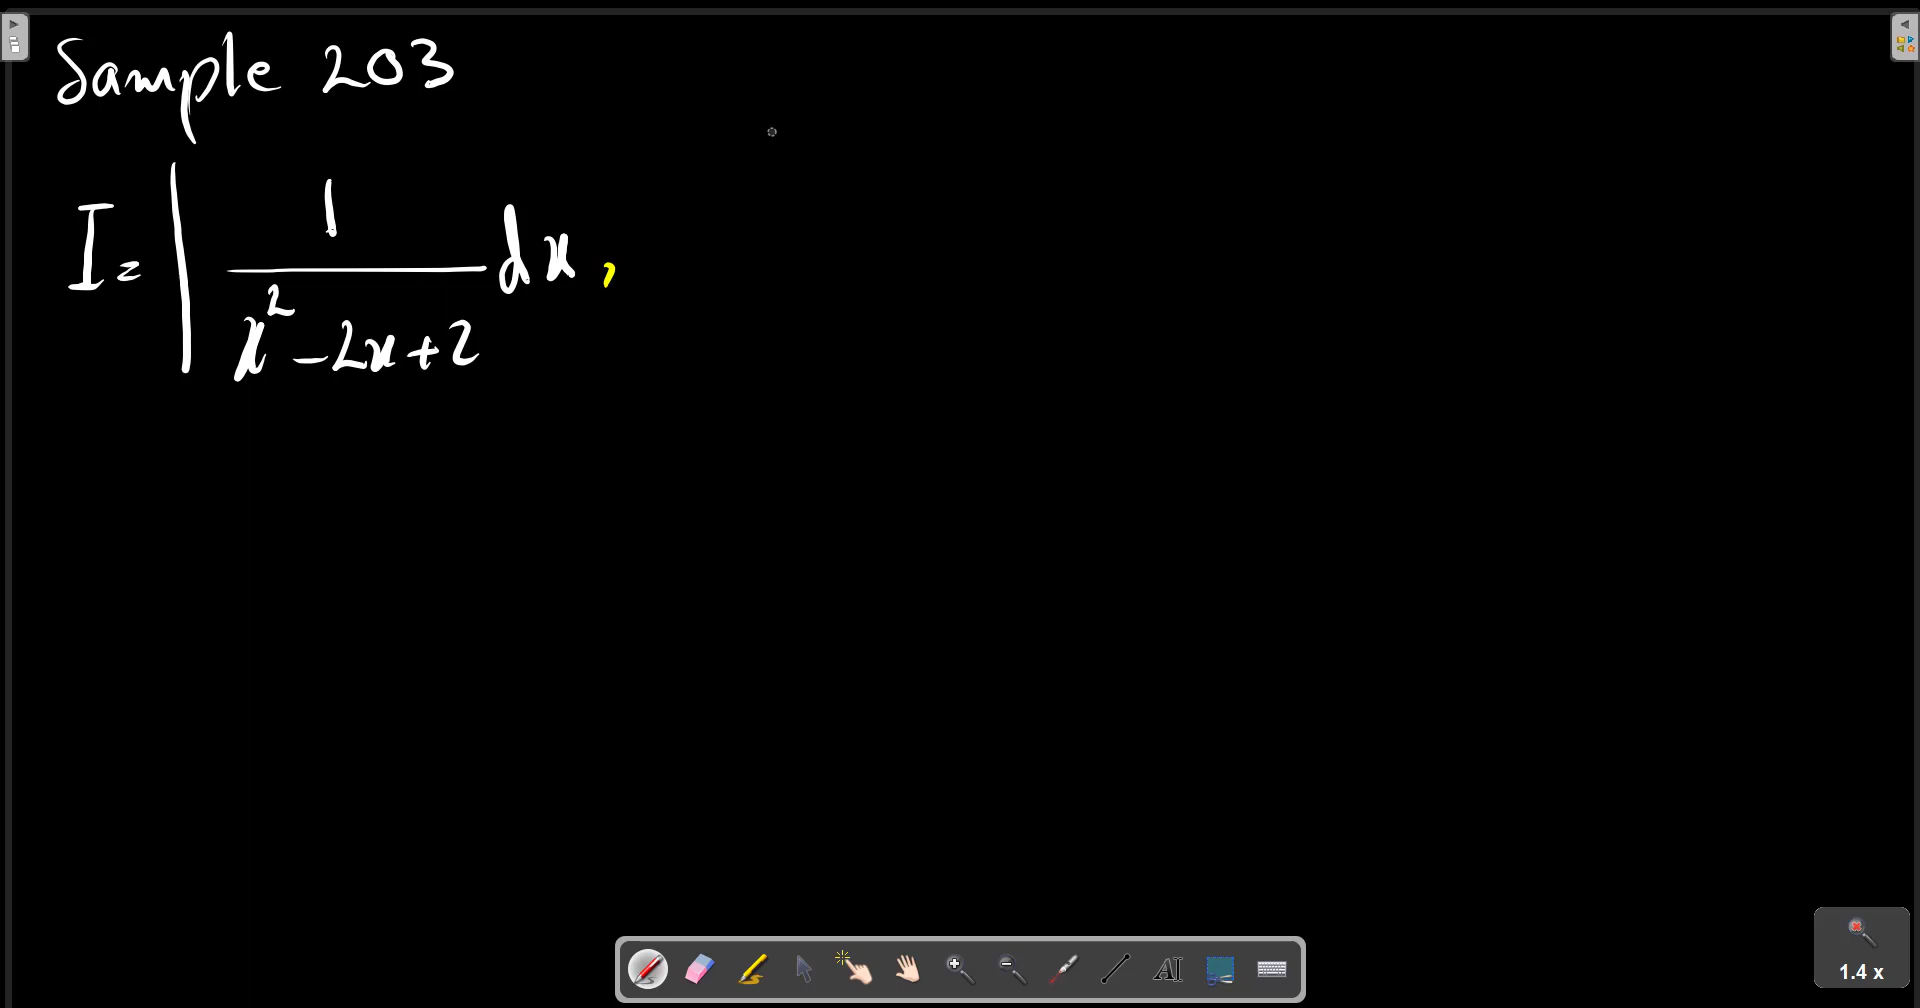 Sample 203
I = ∫ 1/(x² - 2x + 2) dx ,
1.4 x